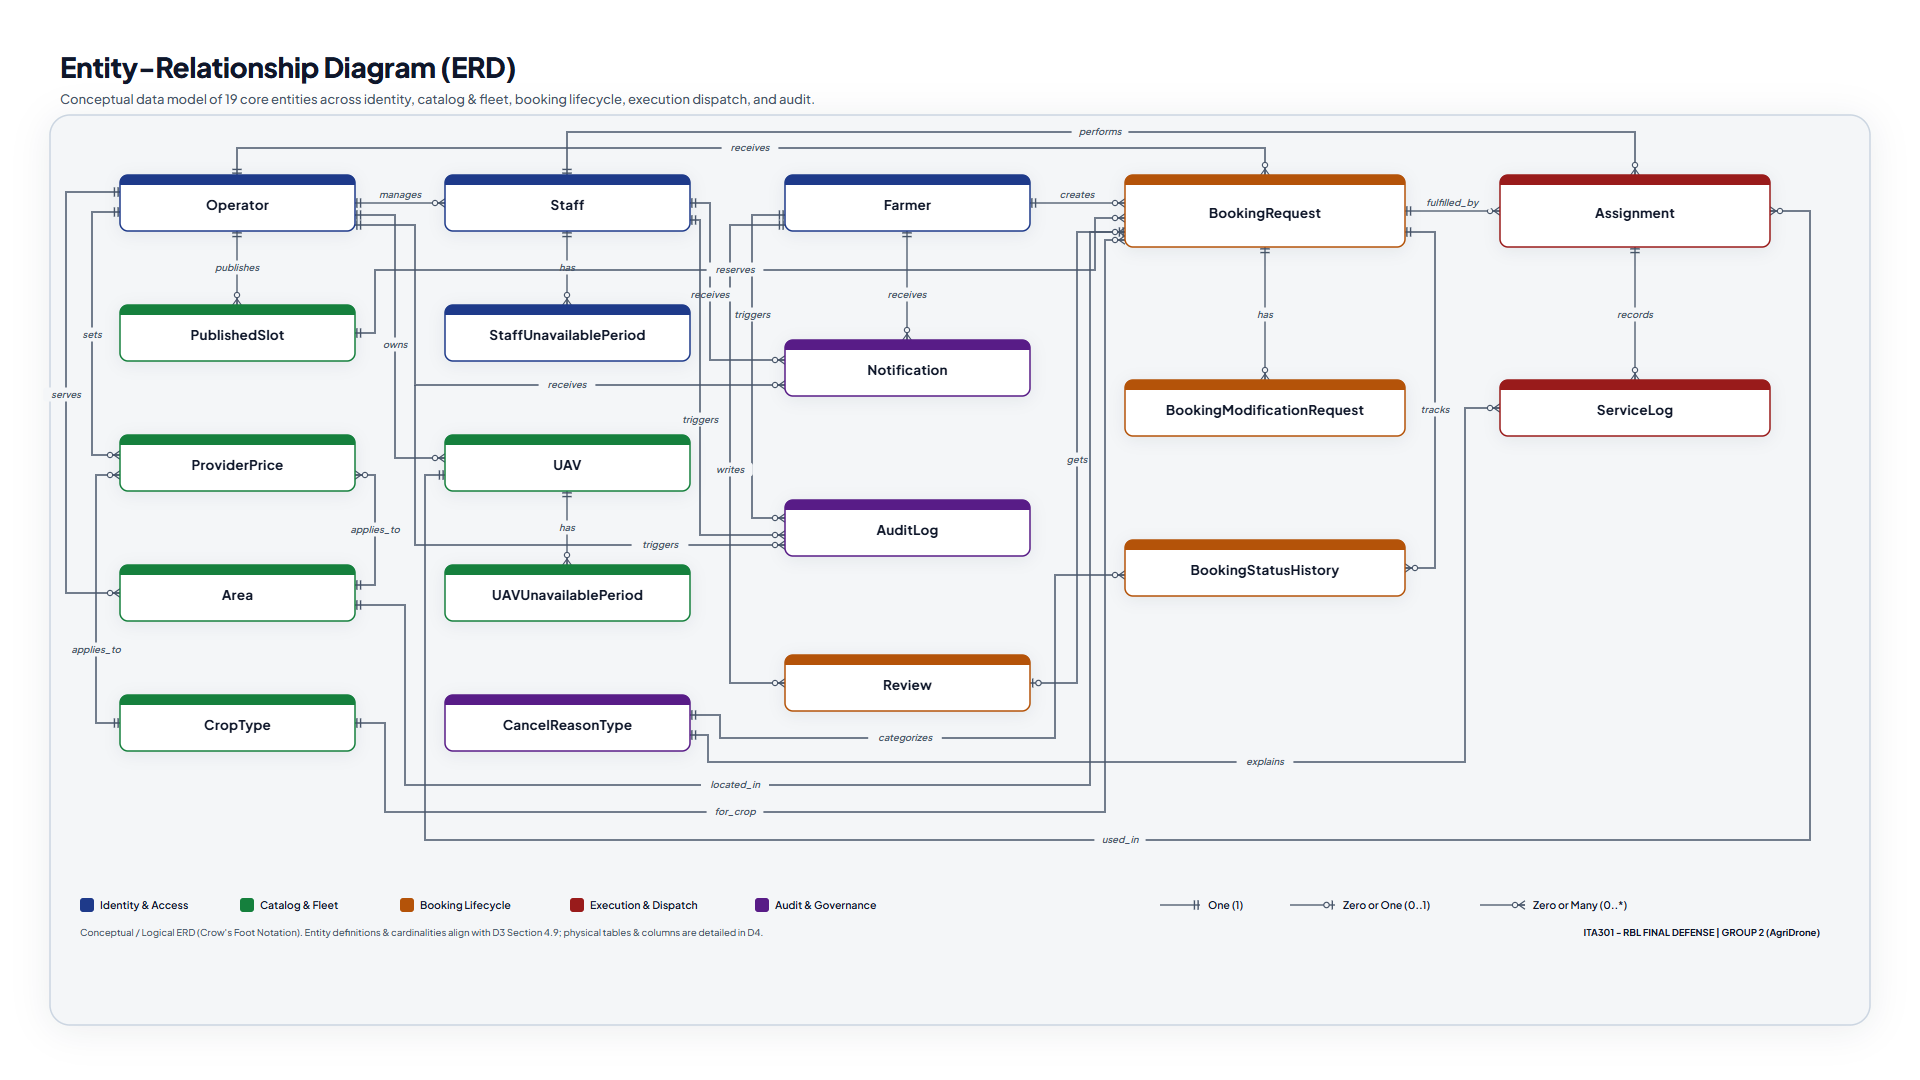 Entity-Relationship Diagram (ERD)
Conceptual data model of 19 core entities across identity, catalog & fleet, booking lifecycle, execution dispatch, and audit.
performs
receives
Operator
manages
Staff
Farmer
creates
BookingRequest
fulfilled_by
Assignment
publishes
has
reserves
receives
receives
triggers
has
records
sets
PublishedSlot
owns
StaffUnavailablePeriod
Notification
receives
serves
triggers
BookingModificationRequest
tracks
ServiceLog
ProviderPrice
UAV
writes
gets
applies_to
has
triggers
AuditLog
Area
UAVUnavailablePeriod
BookingStatusHistory
applies_to
Review
CropType
CancelReasonType
categorizes
explains
located_in
for_crop
used_in
Identity & Access
Catalog & Fleet
Booking Lifecycle
Execution & Dispatch
Audit & Governance
One (1)
Zero or One (0..1)
Zero or Many (0..*)
Conceptual / Logical ERD (Crow's Foot Notation). Entity definitions & cardinalities align with D3 Section 4.9; physical tables & columns are detailed in D4.
ITA301 - RBL FINAL DEFENSE | GROUP 2 (AgriDrone)